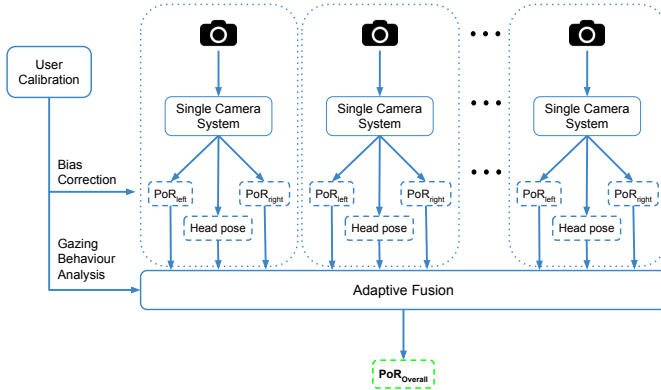 User
Calibration
Single Camera
System
Single Camera
System
Single Camera
System
Bias
Correction
PoRleft
PoRright
PoRleft
PoRright
PoRleft
PoRright
Head pose
Head pose
Head pose
Gazing
Behaviour
Analysis
Adaptive Fusion
PoROverall